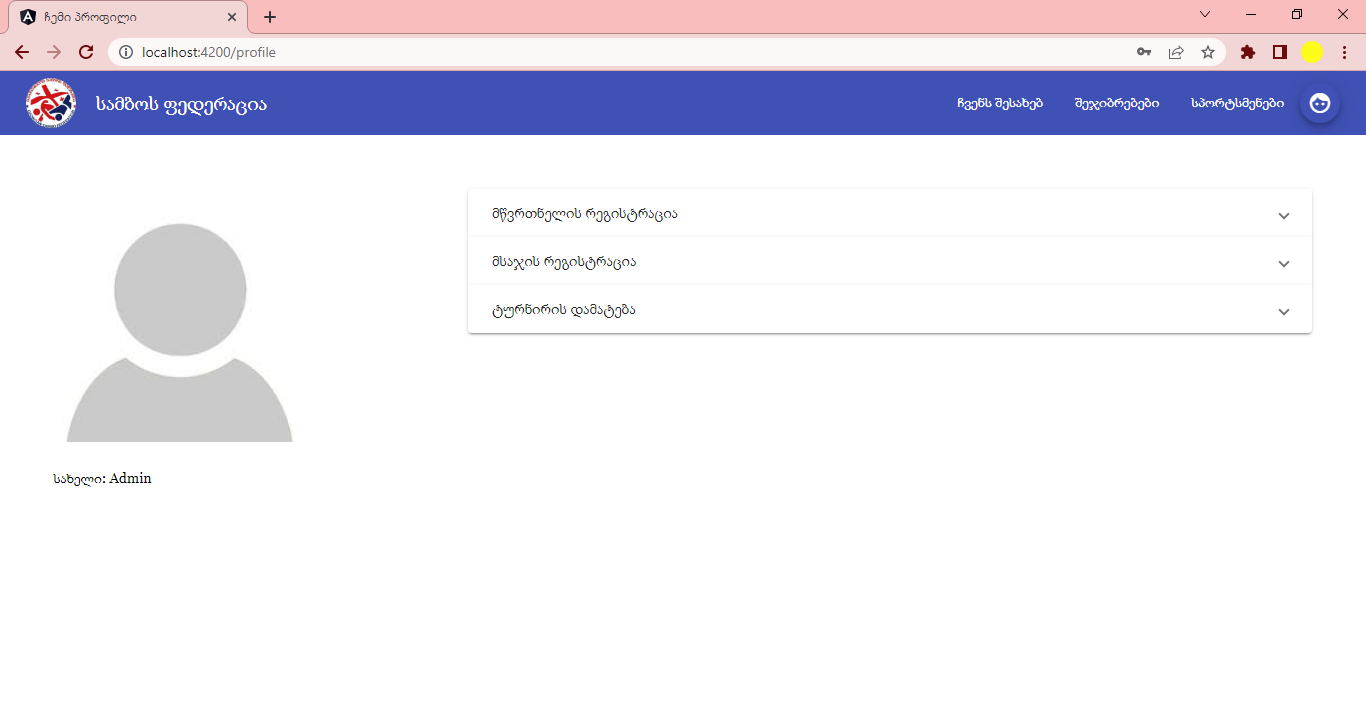 ჩემი პროფილი
localhost:4200/profile
სამბოს ფედერაცია
ჩვენს შესახებ
შეჯიბრებები
სპორტსმენები
მწვრთნელის რეგისტრაცია
მსაჯის რეგისტრაცია
ტურნირის დამატება
სახელი: Admin